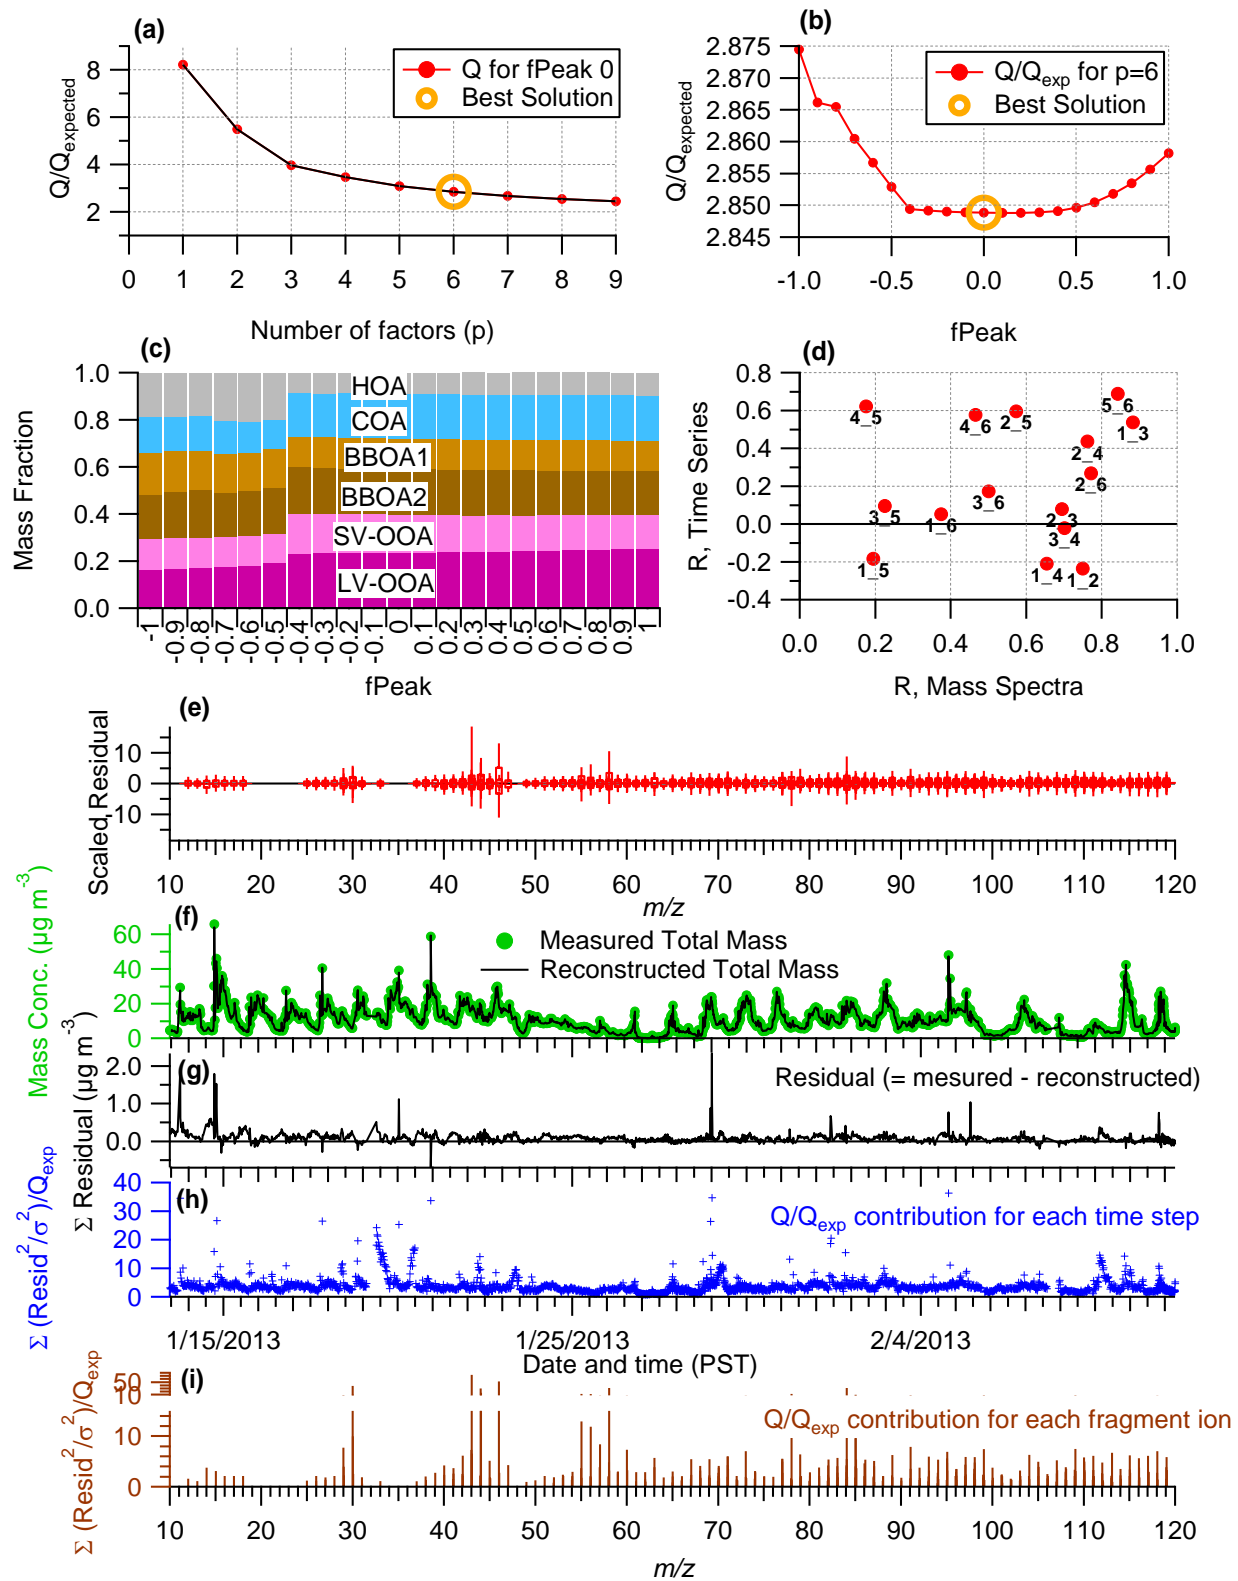 (a)
Q/Qexpected
8
6
4
2
Q for fPeak 0
Best Solution
0 1 2 3 4 5 6 7 8 9
Number of factors (p)
(b)
Q/Qexpected
2.875
2.870
2.865
2.860
2.855
2.850
2.845
Q/Qexp for p=6
Best Solution
-1.0 -0.5 0.0 0.5 1.0
fPeak
(c)
Mass Fraction
1.0
0.8
0.6
0.4
0.2
0.0
HOA
COA
BBOA1
BBOA2
SV-OOA
LV-OOA
-1 -0.9 -0.8 -0.7 -0.6 -0.5 -0.4 -0.3 -0.2 -0.1 0 0.1 0.2 0.3 0.4 0.5 0.6 0.7 0.8 0.9 1
fPeak
(d)
R, Time Series
0.8
0.6
0.4
0.2
0.0
-0.2
-0.4
4_5
4_6
2_5
5_6
1_3
2_4
2_6
3_6
3_5
1_6
2_3
3_4
1_5
1_4
1_2
0.0 0.2 0.4 0.6 0.8 1.0
R, Mass Spectra
(e)
Scaled, Residual
10
0
10
10 20 30 40 50 60 70 80 90 100 110 120
m/z
(f)
Mass Conc. (µg m⁻³)
60
40
20
0
Measured Total Mass
Reconstructed Total Mass
(g)
Σ Residual (µg m⁻³)
2.0
1.0
0.0
Residual (= mesured - reconstructed)
(h)
Σ (Resid²/σ²)/Qexp
40
30
20
10
0
Q/Qexp contribution for each time step
1/15/2013 1/25/2013 2/4/2013
Date and time (PST)
(i)
Σ (Resid²/σ²)/Qexp
50
10
10
0
Q/Qexp contribution for each fragment ion
10 20 30 40 50 60 70 80 90 100 110 120
m/z